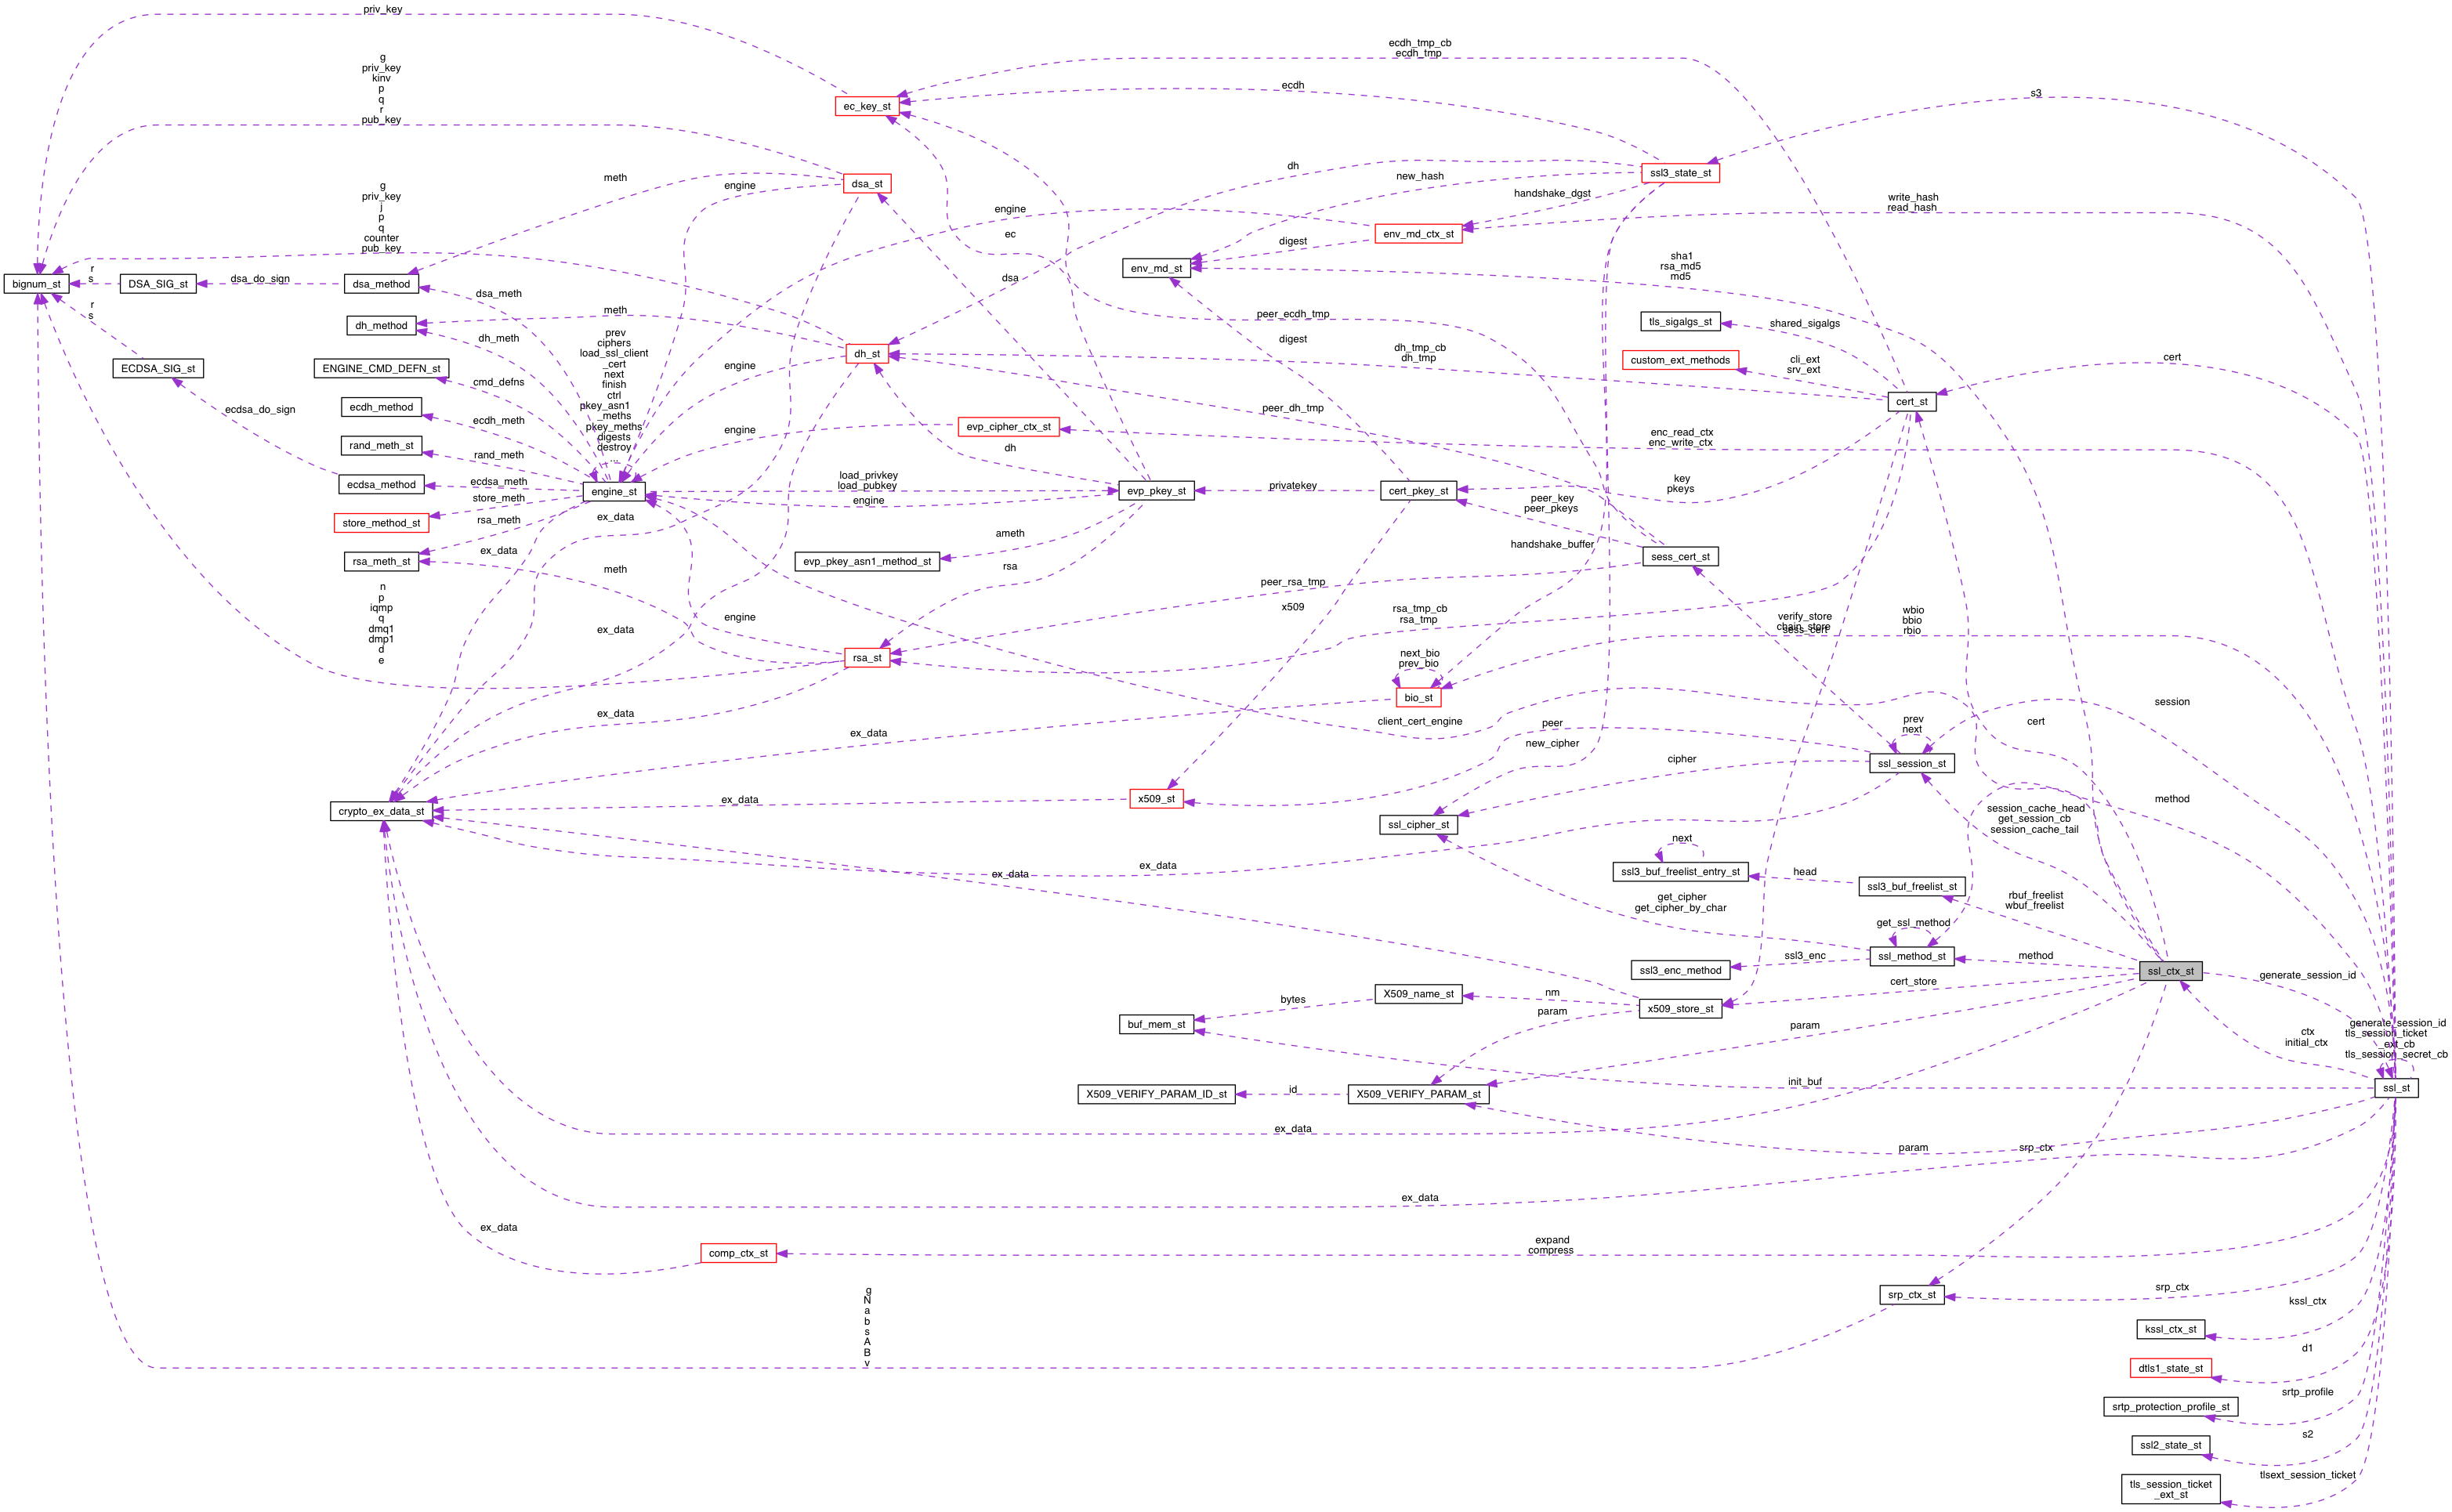 priv_key
ecdh_tmp_cb
ecdh_tmp
g
priv_key
kinv
p
q
r
pub_key
ec_key_st
ecdh
s3
dsa_st
meth
engine
dh
new_hash
ssl3_state_st
handshake_dgst
g
priv_key
j
p
q
counter
pub_key
engine
ec
env_md_ctx_st
write_hash
read_hash
digest
env_md_st
sha1
rsa_md5
md5
bignum_st
r
s
DSA_SIG_st
dsa_do_sign
dsa_method
dsa_meth
dsa
r
s
dh_method
meth
dh_meth
peer_ecdh_tmp
tls_sigalgs_st
shared_sigalgs
prev
ciphers
load_ssl_client
_cert
next
finish
ctrl
pkey_asn1
_meths
pkey_meths
digests
destroy
...
digest
dh_st
dh_tmp_cb
dh_tmp
custom_ext_methods
cli_ext
srv_ext
cert
ECDSA_SIG_st
ENGINE_CMD_DEFN_st
cmd_defns
engine
cert_st
ecdsa_do_sign
ecdh_method
ecdh_meth
peer_dh_tmp
engine
evp_cipher_ctx_st
enc_read_ctx
enc_write_ctx
rand_meth_st
rand_meth
dh
ecdsa_method
ecdsa_meth
engine_st
load_privkey
load_pubkey
engine
evp_pkey_st
privatekey
cert_pkey_st
key
pkeys
store_meth
peer_key
peer_pkeys
store_method_st
rsa_meth
ex_data
ameth
handshake_buffer
sess_cert_st
rsa_meth_st
ex_data
evp_pkey_asn1_method_st
rsa
meth
peer_rsa_tmp
n
p
iqmp
q
dmq1
dmp1
d
e
x509
rsa_tmp_cb
rsa_tmp
verify_store
chain_store
sess_cert
wbio
bbio
rbio
ex_data
engine
rsa_st
next_bio
prev_bio
bio_st
session
ex_data
client_cert_engine
peer
prev
next
cert
ex_data
new_cipher
cipher
ssl_session_st
crypto_ex_data_st
ex_data
x509_st
method
session_cache_head
get_session_cb
session_cache_tail
ssl_cipher_st
next
ex_data
ex_data
ssl3_buf_freelist_entry_st
head
ssl3_buf_freelist_st
rbuf_freelist
wbuf_freelist
get_cipher
get_cipher_by_char
get_ssl_method
ssl_method_st
method
ssl3_enc_method
ssl3_enc
ssl_ctx_st
generate_session_id
cert_store
X509_name_st
nm
bytes
x509_store_st
param
buf_mem_st
param
ctx
initial_ctx
generate_session_id
tls_session_ticket
_ext_cb
tls_session_secret_cb
init_buf
ssl_st
X509_VERIFY_PARAM_ID_st
id
X509_VERIFY_PARAM_st
ex_data
param
srp_ctx
ex_data
ex_data
comp_ctx_st
expand
compress
g
N
a
b
s
A
B
v
srp_ctx_st
srp_ctx
kssl_ctx
kssl_ctx_st
d1
dtls1_state_st
srtp_profile
srtp_protection_profile_st
s2
ssl2_state_st
tlsext_session_ticket
tls_session_ticket
_ext_st